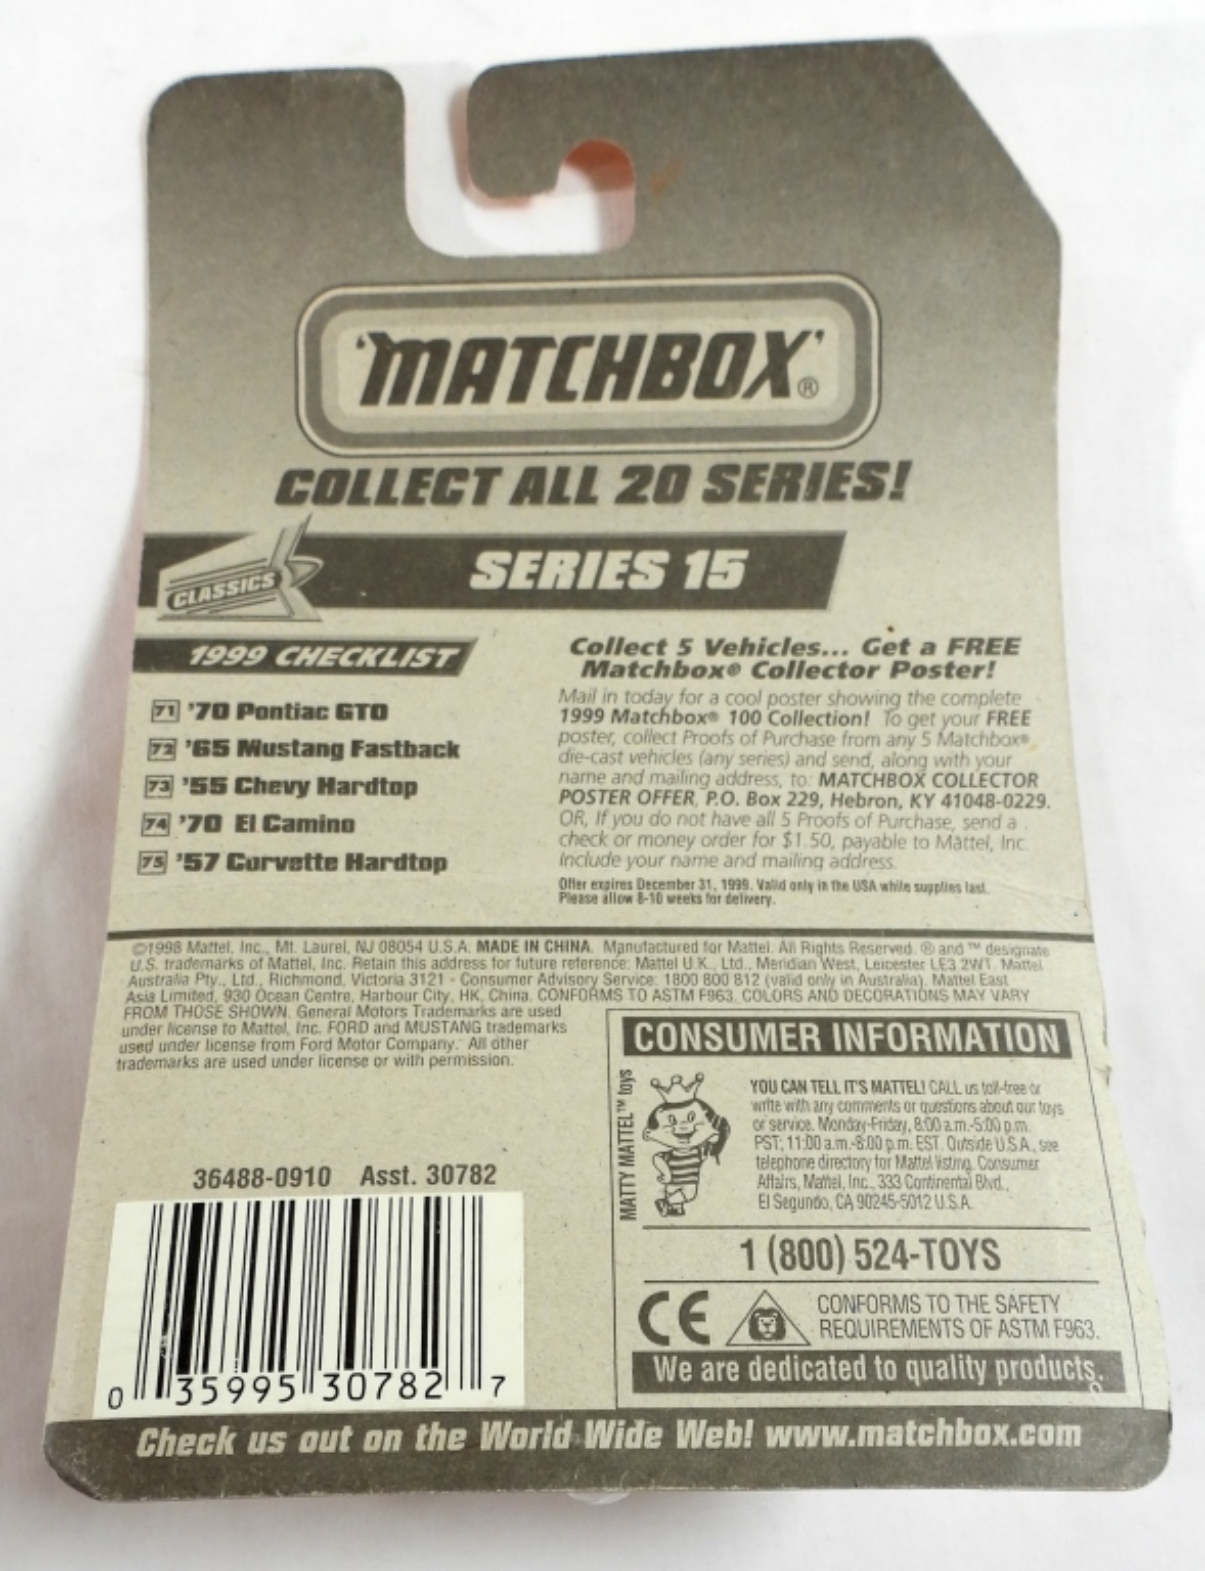 'MATCHBOX'®
COLLECT ALL 20 SERIES!
CLASSICS
SERIES 15
1999 CHECKLIST
71 '70 Pontiac GTO
72 '65 Mustang Fastback
73 '55 Chevy Hardtop
74 '70 El Camino
75 '57 Corvette Hardtop
Collect 5 Vehicles... Get a FREE
Matchbox® Collector Poster!
Mail in today for a cool poster showing the complete
1999 Matchbox® 100 Collection! To get your FREE
poster, collect Proofs of Purchase from any 5 Matchbox®
die-cast vehicles (any series) and send, along with your
name and mailing address, to: MATCHBOX COLLECTOR
POSTER OFFER, P.O. Box 229, Hebron, KY 41048-0229.
OR, If you do not have all 5 Proofs of Purchase, send a
check or money order for $1.50, payable to Mattel, Inc.
Include your name and mailing address.
Offer expires December 31, 1999. Valid only in the USA while supplies last.
Please allow 8-10 weeks for delivery.
©1998 Mattel, Inc., Mt. Laurel, NJ 08054 U.S.A. MADE IN CHINA. Manufactured for Mattel. All Rights Reserved. ® and ™ designate
U.S. trademarks of Mattel, Inc. Retain this address for future reference: Mattel U.K., Ltd., Meridian West, Leicester LE3 2WT. Mattel
Australia Pty., Ltd., Richmond, Victoria 3121 - Consumer Advisory Service: 1800 800 812 (valid only in Australia). Mattel East
Asia Limited, 930 Ocean Centre, Harbour City, HK, China. CONFORMS TO ASTM F963. COLORS AND DECORATIONS MAY VARY
FROM THOSE SHOWN. General Motors Trademarks are used
under license to Mattel, Inc. FORD and MUSTANG trademarks
used under license from Ford Motor Company. All other
trademarks are used under license or with permission.
36488-0910 Asst. 30782
0 35995 30782 7
CONSUMER INFORMATION
MATTY MATTEL™ toys
YOU CAN TELL IT'S MATTEL! CALL us toll-free or
write with any comments or questions about our toys
or service. Monday-Friday, 8:00 a.m.-5:00 p.m.
PST; 11:00 a.m.-8:00 p.m. EST. Outside U.S.A., see
telephone directory for Mattel listing. Consumer
Affairs, Mattel, Inc., 333 Continental Blvd.,
El Segundo, CA 90245-5012 U.S.A.
1 (800) 524-TOYS
CE
CONFORMS TO THE SAFETY
REQUIREMENTS OF ASTM F963.
We are dedicated to quality products.
Check us out on the World Wide Web! www.matchbox.com